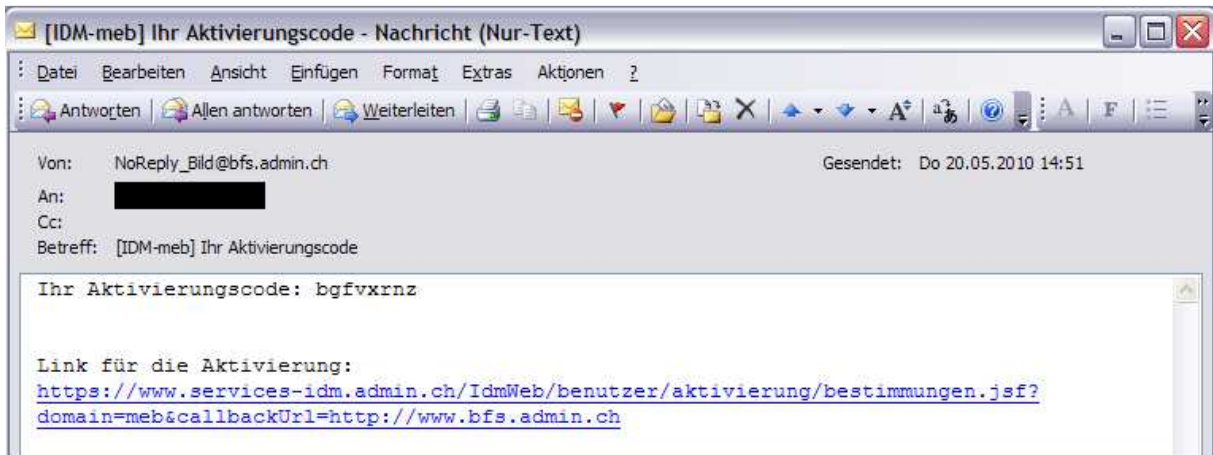 [IDM-meb] Ihr Aktivierungscode - Nachricht (Nur-Text)
Datei Bearbeiten Ansicht Einfügen Format Extras Aktionen ?
Antworten Allen antworten Weiterleiten A F
Von: NoReply_Bild@bfs.admin.ch Gesendet: Do 20.05.2010 14:51
An:
Cc:
Betreff: [IDM-meb] Ihr Aktivierungscode
Ihr Aktivierungscode: bgfvxrnz
Link für die Aktivierung:
https://www.services-idm.admin.ch/IdmWeb/benutzer/aktivierung/bestimmungen.jsf?
domain=meb&callbackUrl=http://www.bfs.admin.ch